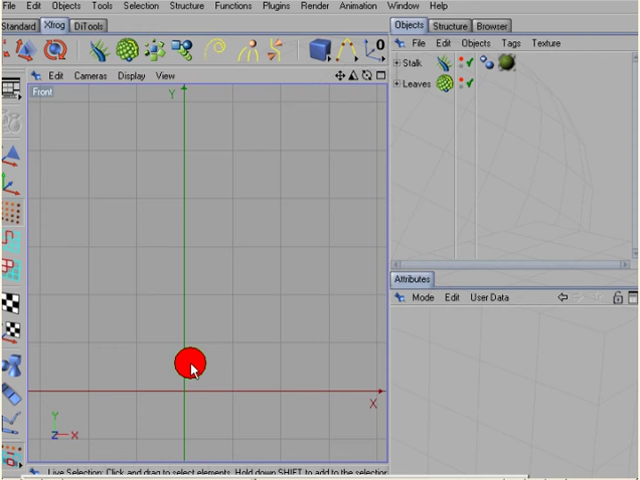 File Edit Objects Tools Selection Structure Functions Plugins Render Animation Window Help
Standard Xfrog DiTools
Objects Structure Browser
File Edit Objects Tags Texture
Edit Cameras Display View
Stalk
Leaves
Front
Y
X
Y
Z X
Attributes
Mode Edit User Data
Live Selection: Click and drag to select elements. Hold down SHIFT to add to the selection